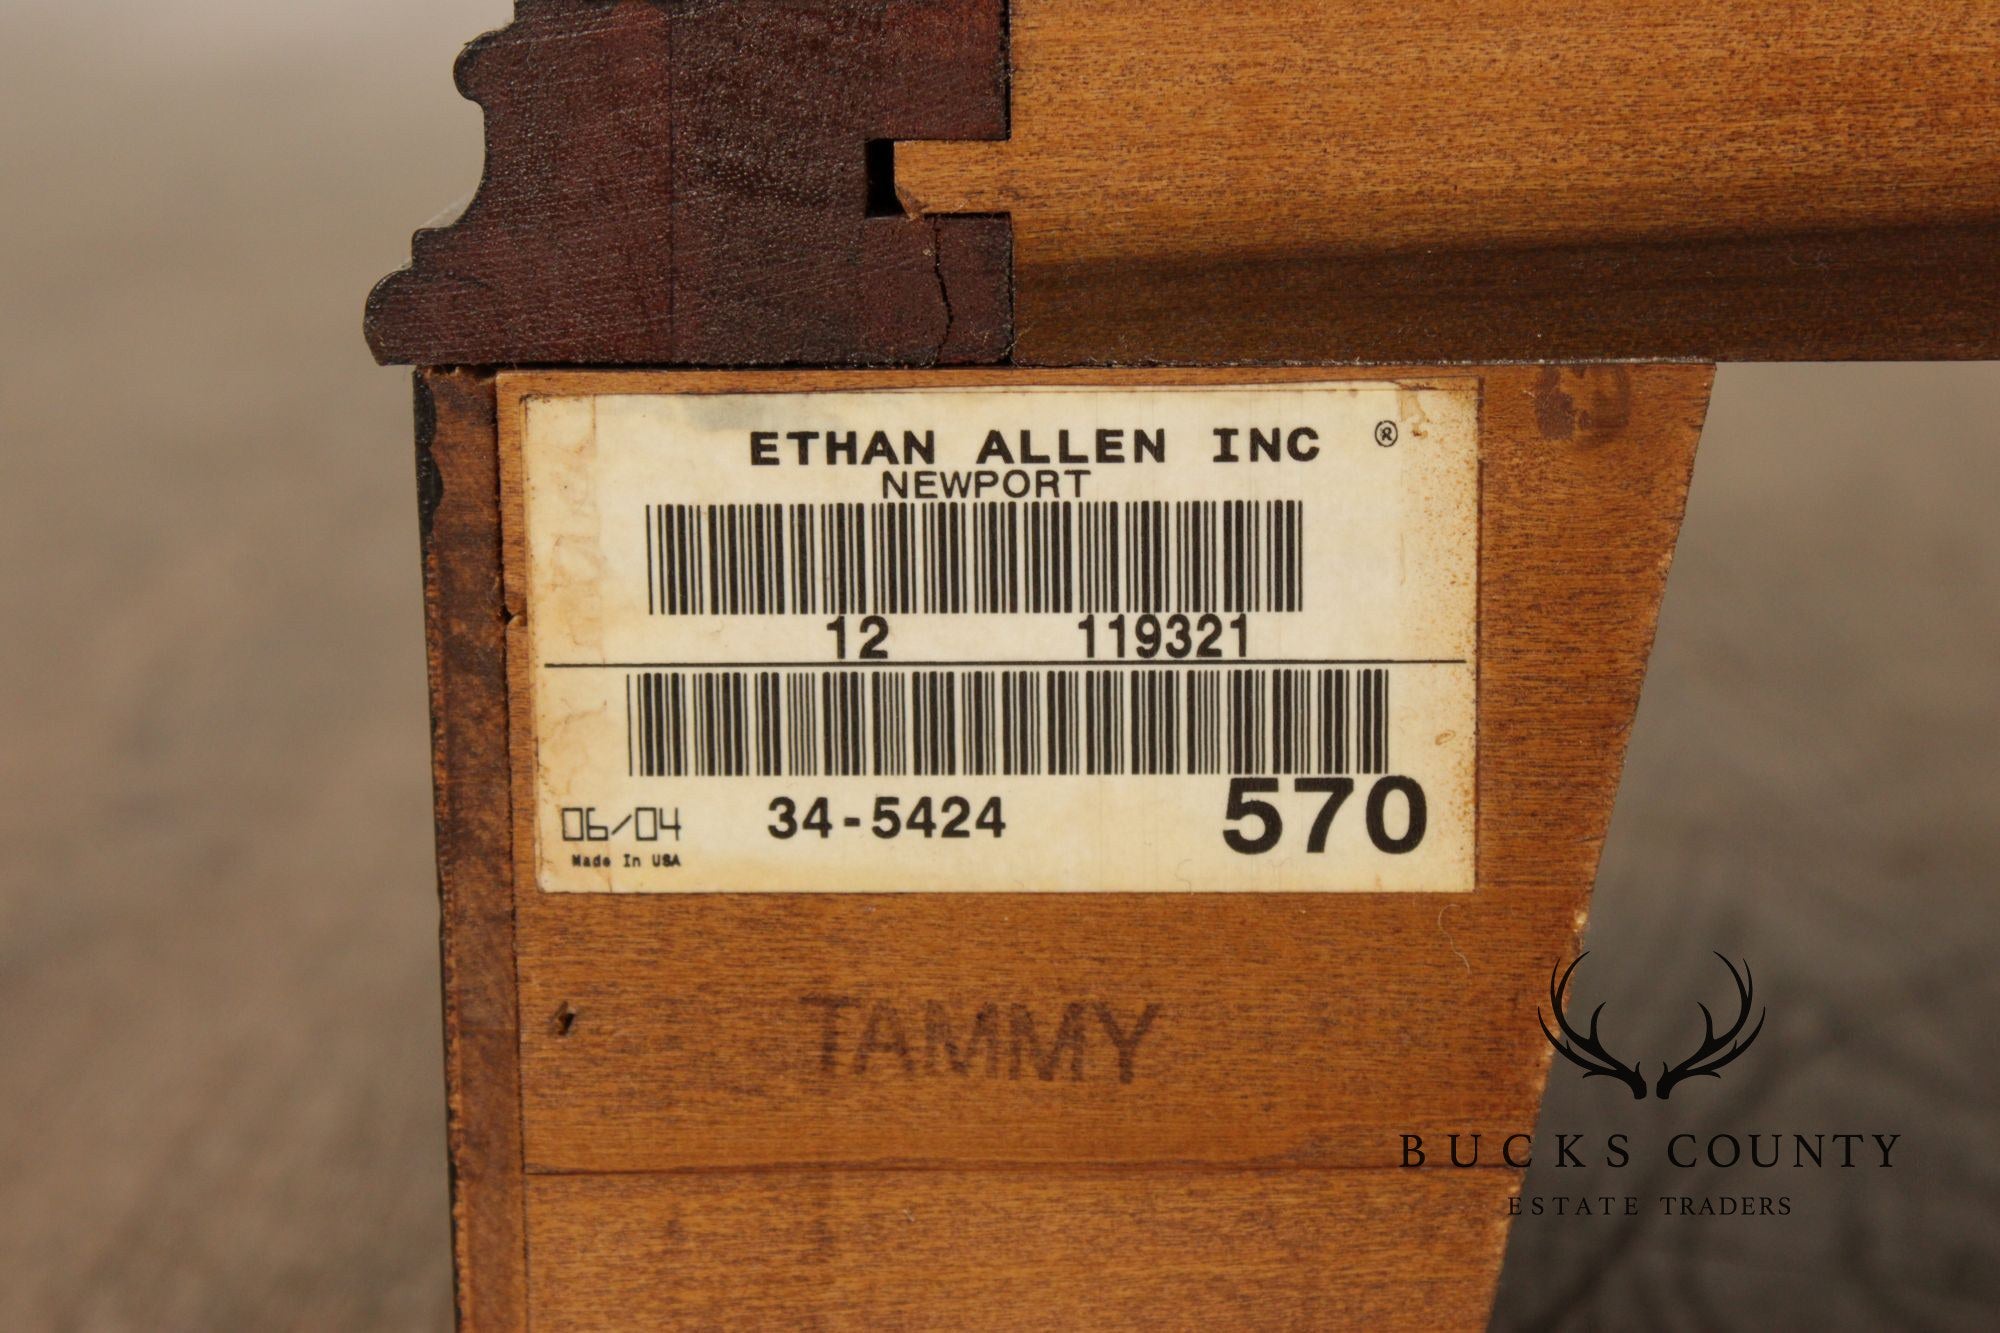 ETHAN ALLEN INC ®
NEWPORT
12 119321
06/04 34-5424 570
Made In USA
TAMMY
BUCKS COUNTY
ESTATE TRADERS